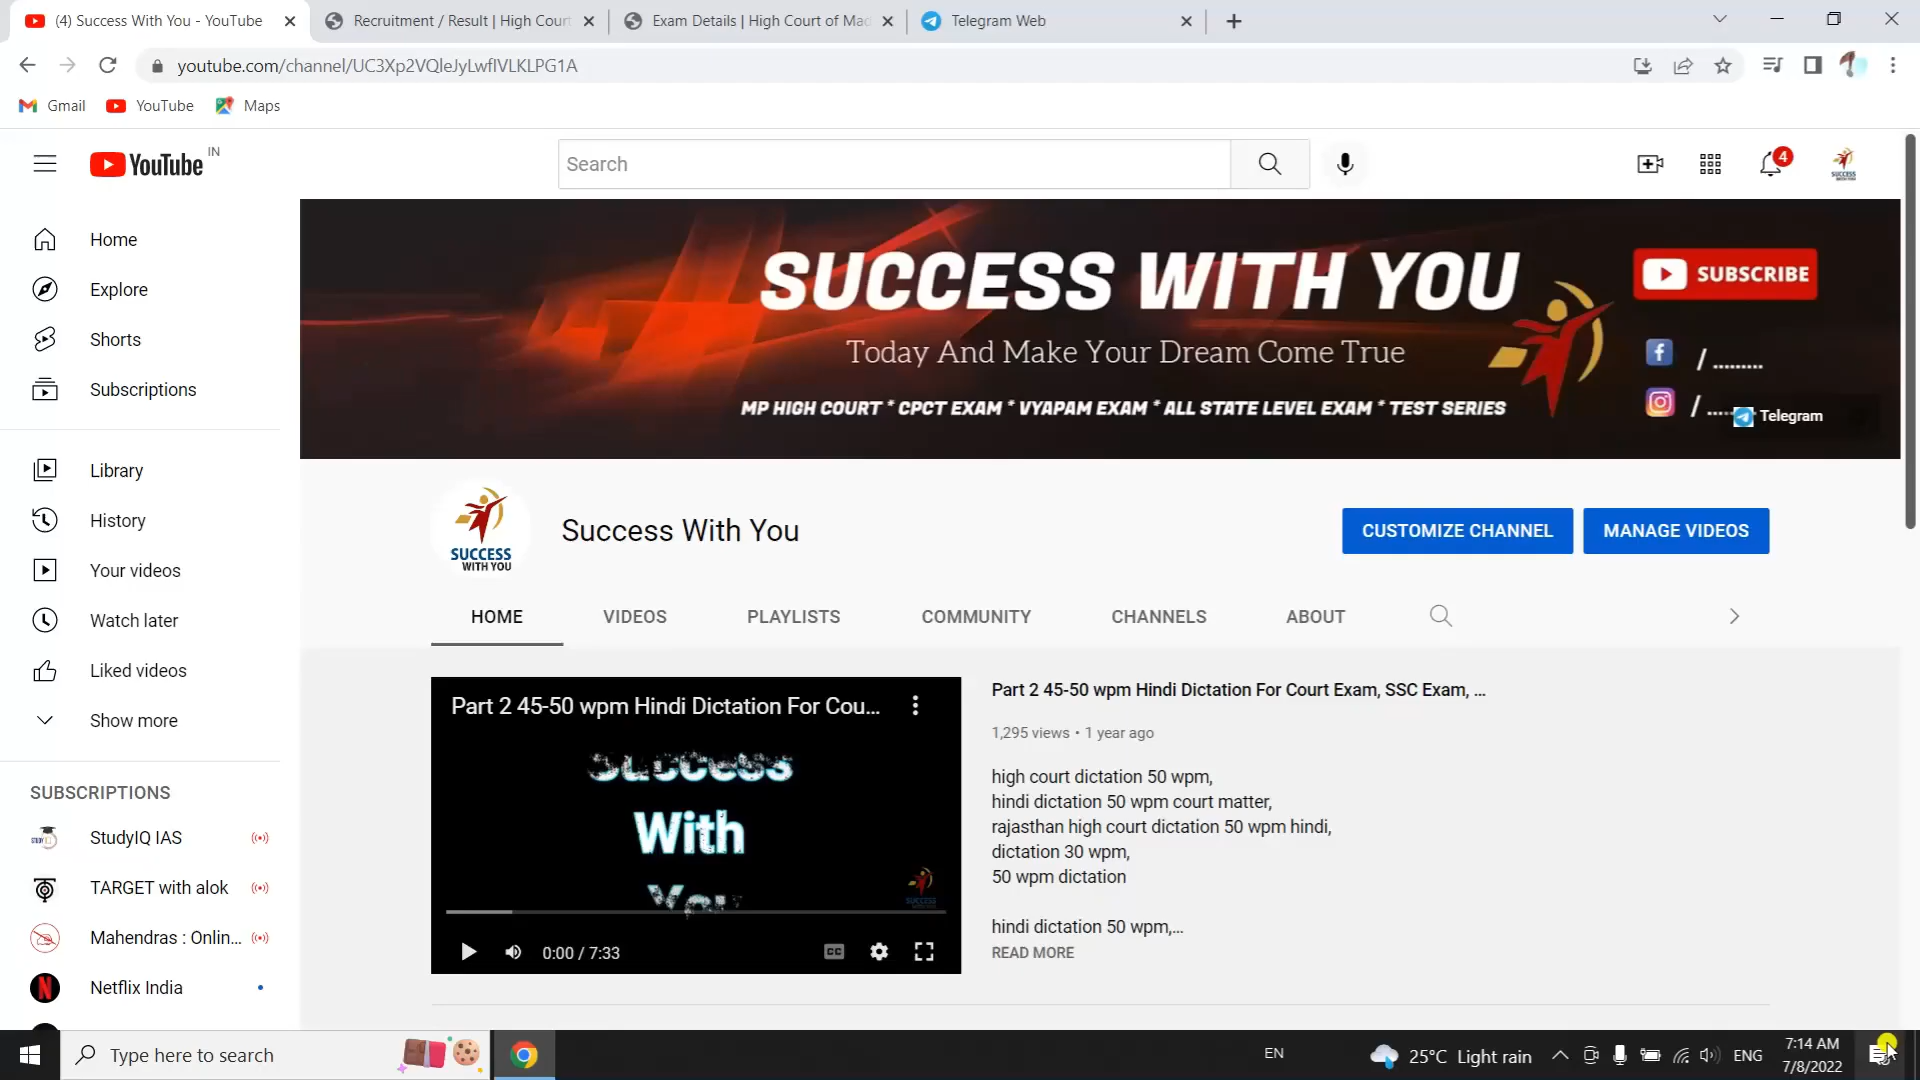 (4) Success With You - YouTube
Recruitment / Result | High Court
Exam Details | High Court of Mad
Telegram Web
youtube.com/channel/UC3Xp2VQleJyLwfIVLKLPG1A
Gmail
YouTube
Maps
YouTube IN
Search
4
SUCCESS WITH YOU
Home
Explore
Shorts
Subscriptions
Library
History
Your videos
Watch later
Liked videos
Show more
SUBSCRIPTIONS
StudyIQ IAS
TARGET with alok
Mahendras : Onlin...
Netflix India
SUCCESS WITH YOU
Today And Make Your Dream Come True
MP HIGH COURT * CPCT EXAM * VYAPAM EXAM * ALL STATE LEVEL EXAM * TEST SERIES
SUBSCRIBE
/ .........
/ .....
Telegram
SUCCESS
WITH YOU
Success With You
CUSTOMIZE CHANNEL
MANAGE VIDEOS
HOME
VIDEOS
PLAYLISTS
COMMUNITY
CHANNELS
ABOUT
Part 2 45-50 wpm Hindi Dictation For Cou...
Success
With
You
SUCCESS
0:00 / 7:33
CC
Part 2 45-50 wpm Hindi Dictation For Court Exam, SSC Exam, ...
1,295 views • 1 year ago
high court dictation 50 wpm,
hindi dictation 50 wpm court matter,
rajasthan high court dictation 50 wpm hindi,
dictation 30 wpm,
50 wpm dictation
hindi dictation 50 wpm,...
READ MORE
Type here to search
EN
25°C Light rain
ENG
7:14 AM
7/8/2022